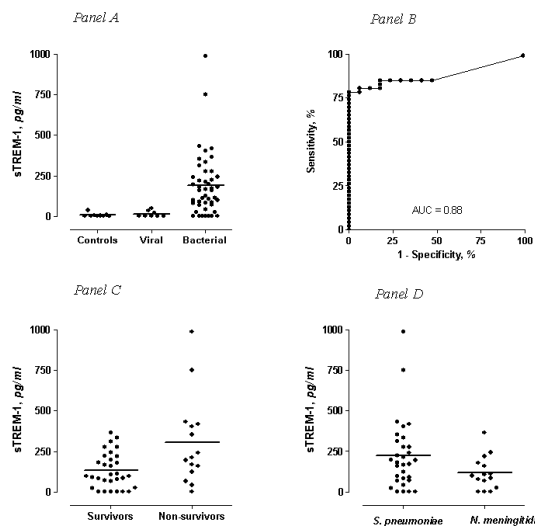 Panel A
1000
750
500
250
0
sTREM-1, pg/ml
Controls Viral Bacterial
Panel B
100
75
50
25
0
Sensitivity, %
AUC = 0.88
0 25 50 75 100
1 - Specificity, %
Panel C
1000
750
500
250
0
sTREM-1, pg/ml
Survivors Non-survivors
Panel D
1000
750
500
250
0
sTREM-1, pg/ml
S. pneumoniae N. meningitidi